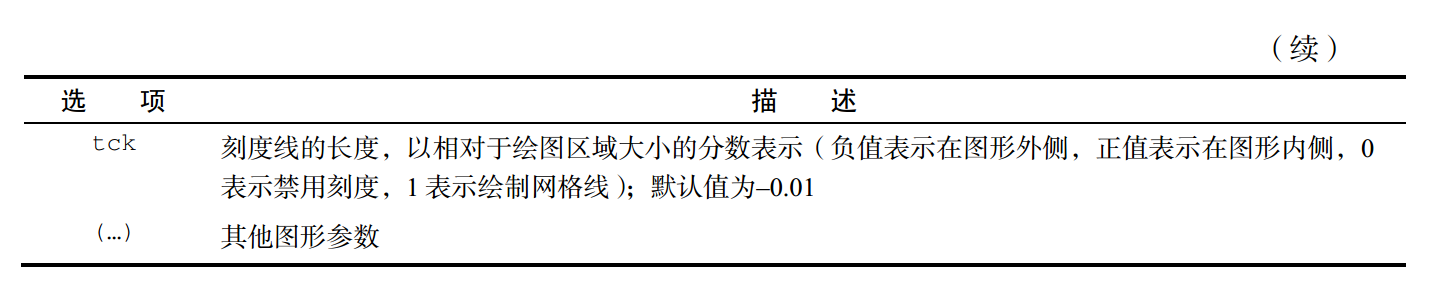 （续）
选 项 描 述
tck 刻度线的长度，以相对于绘图区域大小的分数表示（负值表示在图形外侧，正值表示在图形内侧，0
表示禁用刻度，1 表示绘制网格线）；默认值为–0.01
(…) 其他图形参数